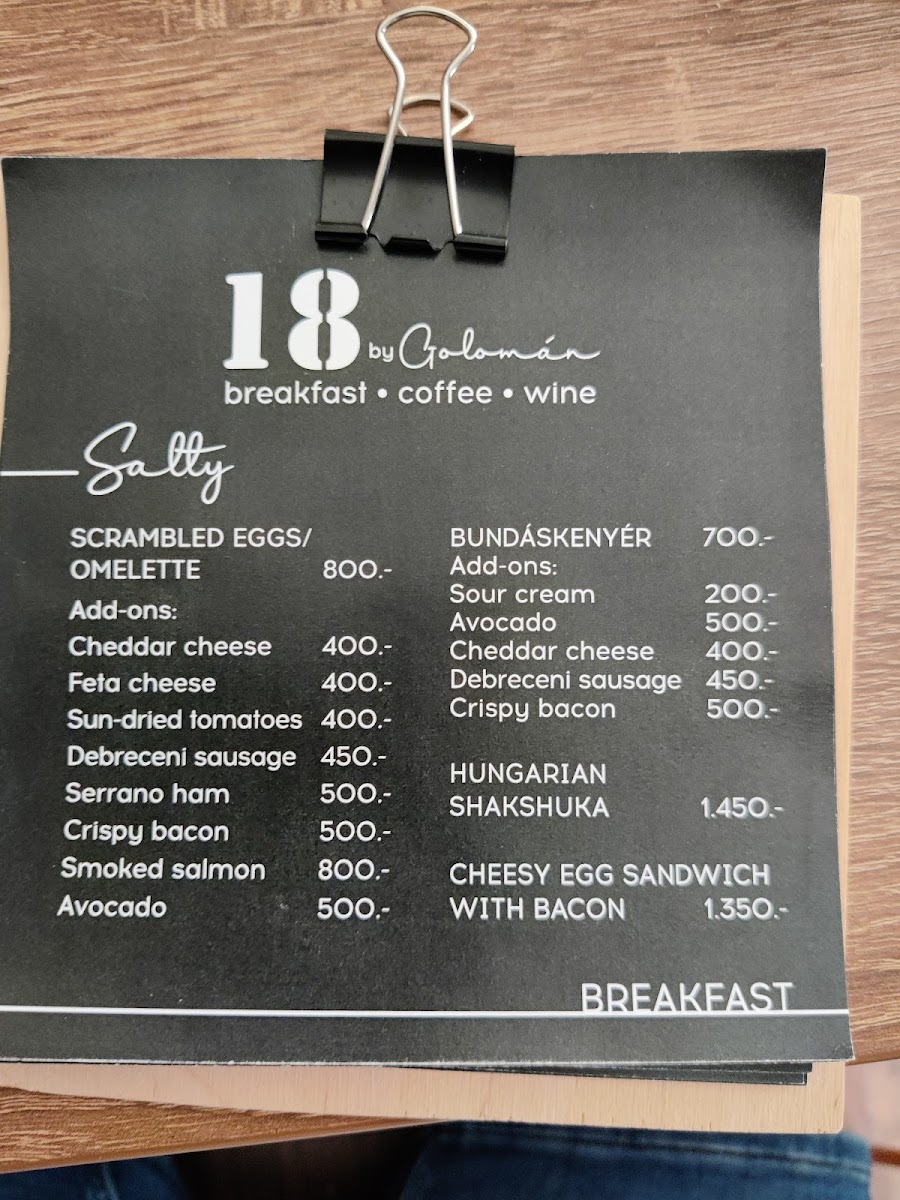 18 by Golomán
breakfast • coffee • wine
Salty
SCRAMBLED EGGS/
OMELETTE 800.-
Add-ons:
Cheddar cheese 400.-
Feta cheese 400.-
Sun-dried tomatoes 400.-
Debreceni sausage 450.-
Serrano ham 500.-
Crispy bacon 500.-
Smoked salmon 800.-
Avocado 500.-
BUNDÁSKENYÉR 700.-
Add-ons:
Sour cream 200.-
Avocado 500.-
Cheddar cheese 400.-
Debreceni sausage 450.-
Crispy bacon 500.-
HUNGARIAN
SHAKSHUKA 1.450.-
CHEESY EGG SANDWICH
WITH BACON 1.350.-
BREAKFAST